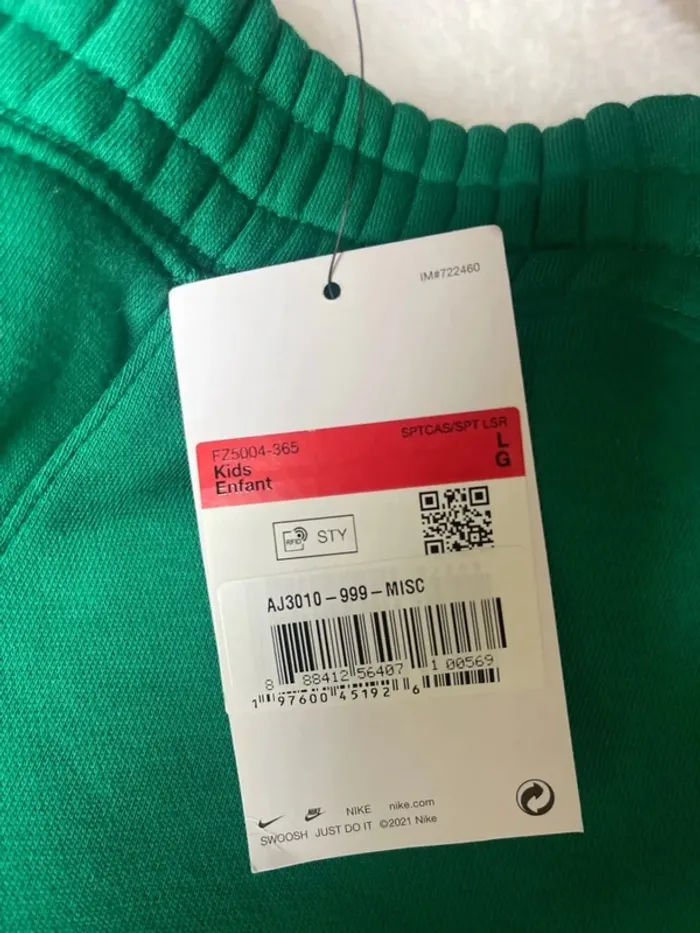 IM#722460
FZ5004-365
SPTCAS/SPT LSR
Kids
L
Enfant
G
RFID STY
AJ3010-999-MISC
8 88412 56407 1 00569
1 97600 45192 6
NIKE nike.com
SWOOSH JUST DO IT ©2021 Nike